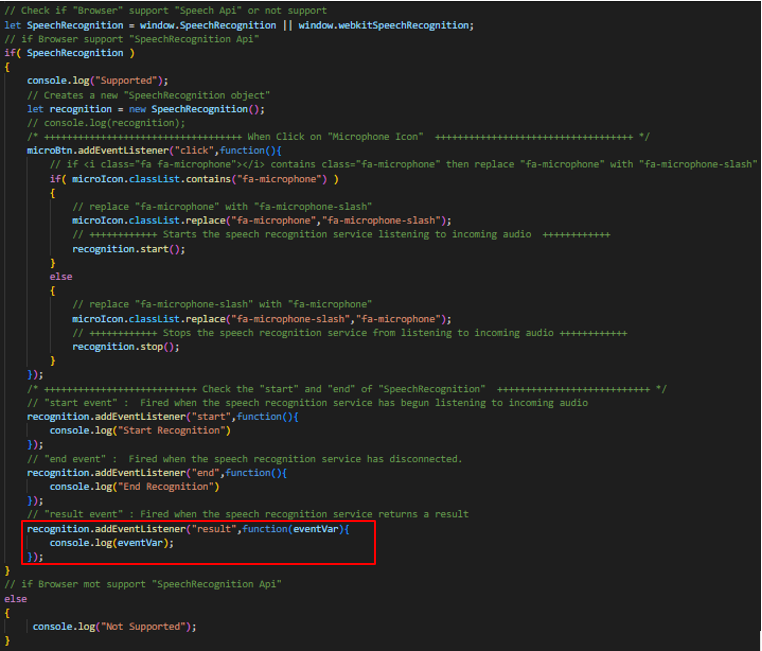 // Check if "Browser" support "Speech Api" or not support
let SpeechRecognition = window.SpeechRecognition || window.webkitSpeechRecognition;
// if Browser support "SpeechRecognition Api"
if( SpeechRecognition )
{
console.log("Supported");
// Creates a new "SpeechRecognition object"
let recognition = new SpeechRecognition();
// console.log(recognition);
/* +++++++++++++++++++++++++++++++++++ When Click on "Microphone Icon"  +++++++++++++++++++++++++++++++++++ */
microBtn.addEventListener("click",function(){
// if <i class="fa fa-microphone"></i> contains class="fa-microphone" then replace "fa-microphone" with "fa-microphone-slash"
if( microIcon.classList.contains("fa-microphone") )
{
// replace "fa-microphone" with "fa-microphone-slash"
microIcon.classList.replace("fa-microphone","fa-microphone-slash");
// ++++++++++++ Starts the speech recognition service listening to incoming audio  ++++++++++++
recognition.start();
}
else
{
// replace "fa-microphone-slash" with "fa-microphone"
microIcon.classList.replace("fa-microphone-slash","fa-microphone");
// ++++++++++++ Stops the speech recognition service from listening to incoming audio ++++++++++++
recognition.stop();
}
});
/* +++++++++++++++++++++++++++ Check the "start" and "end" of "SpeechRecognition"  +++++++++++++++++++++++++++ */
// "start event" :  Fired when the speech recognition service has begun listening to incoming audio
recognition.addEventListener("start",function(){
console.log("Start Recognition")
});
// "end event" :  Fired when the speech recognition service has disconnected.
recognition.addEventListener("end",function(){
console.log("End Recognition")
});
// "result event" : Fired when the speech recognition service returns a result
recognition.addEventListener("result",function(eventVar){
console.log(eventVar);
});
}
// if Browser mot support "SpeechRecognition Api"
else
{
console.log("Not Supported");
}